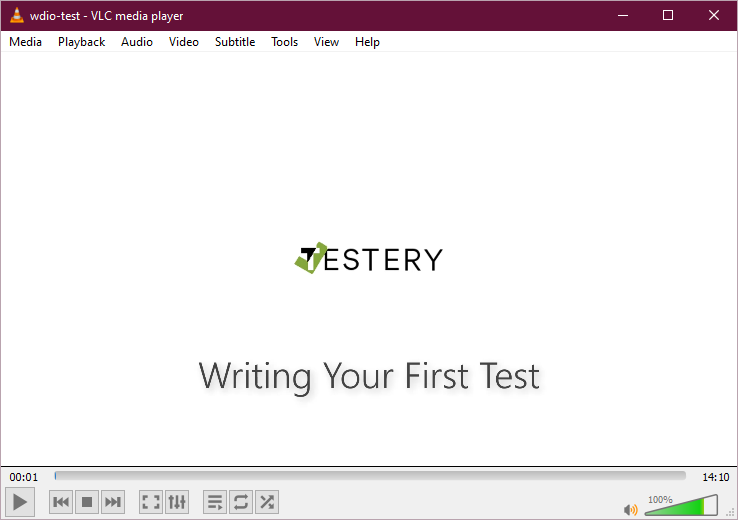 wdio-test - VLC media player
Media Playback Audio Video Subtitle Tools View Help
TESTERY
Writing Your First Test
00:01 14:10
100%